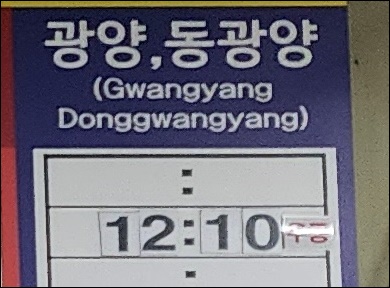 광양,동광양
(Gwangyang
Donggwangyang)
:
12:10
: